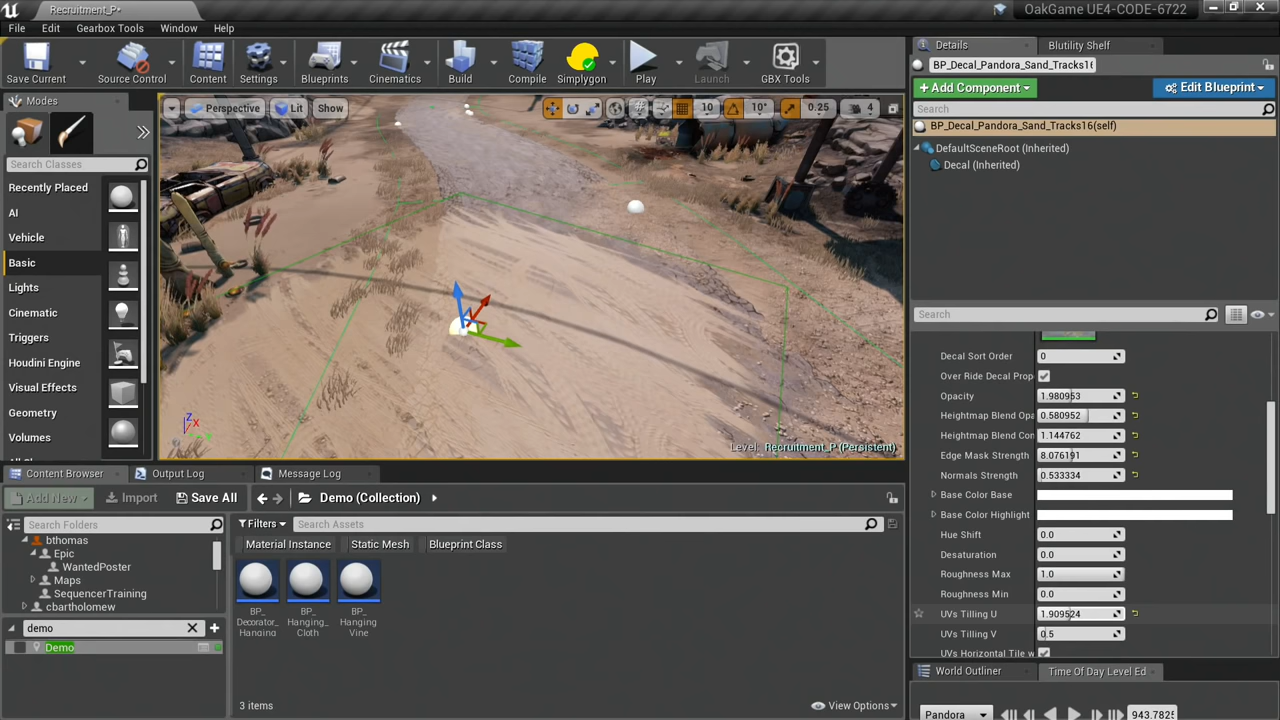 Recruitment_P*
OakGame UE4-CODE-6722
File
Edit
Gearbox Tools
Window
Help
Save Current
Source Control
Content
Settings
Blueprints
Cinematics
Build
Compile
Simplygon
Play
Launch
GBX Tools
Modes
Search Classes
Recently Placed
AI
Vehicle
Basic
Lights
Cinematic
Triggers
Houdini Engine
Visual Effects
Geometry
Volumes
Perspective
Lit
Show
10
10°
0.25
4
Z
X
Level: Recruitment_P (Persistent)
Content Browser
Output Log
Message Log
Add New
Import
Save All
Demo (Collection)
Search Folders
bthomas
Epic
WantedPoster
Maps
SequencerTraining
cbartholomew
demo
Demo
Filters
Search Assets
Material Instance
Static Mesh
Blueprint Class
BP_
Decorator_
Hanging
BP_
Hanging_
Cloth
BP_
Hanging
Vine
3 items
View Options
Details
Blutility Shelf
BP_Decal_Pandora_Sand_Tracks16
Add Component
Edit Blueprint
Search
BP_Decal_Pandora_Sand_Tracks16(self)
DefaultSceneRoot (Inherited)
Decal (Inherited)
Search
Decal Sort Order 0
Over Ride Decal Prop
Opacity 1.980953
Heightmap Blend Opa 0.580952
Heightmap Blend Con 1.144762
Edge Mask Strength 8.076191
Normals Strength 0.533334
Base Color Base
Base Color Highlight
Hue Shift 0.0
Desaturation 0.0
Roughness Max 1.0
Roughness Min 0.0
UVs Tilling U 1.909524
UVs Tilling V 0.5
UVs Horizontal Tile w
World Outliner
Time Of Day Level Ed
Pandora
943.7825